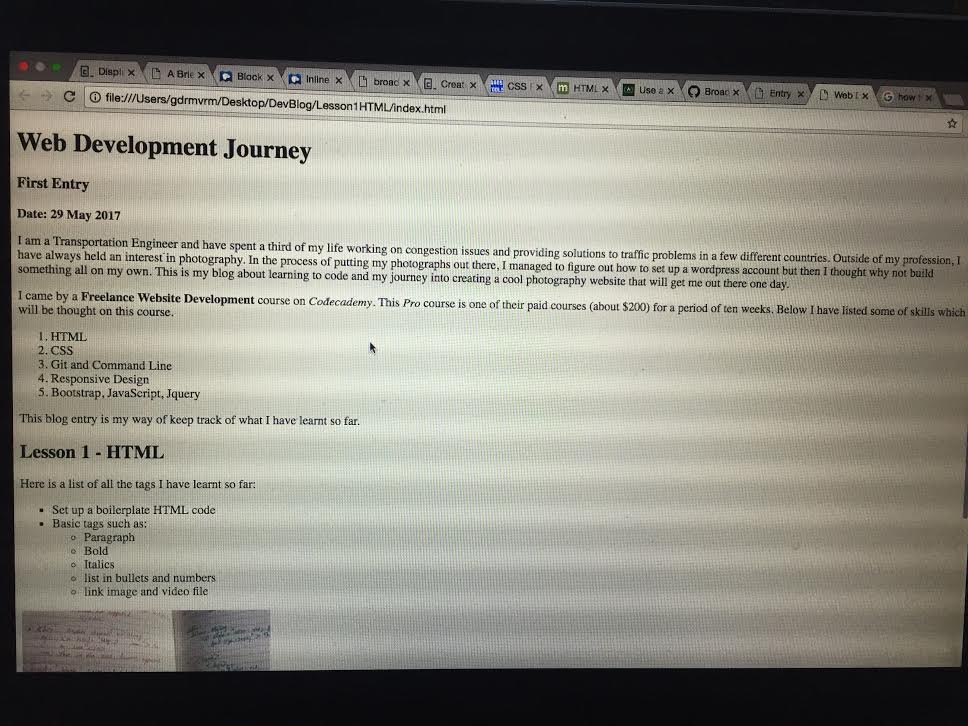 Displ
A Brie
Block
Inline
broad
Creat
CSS
HTML
Use a
Broad
Entry
Web D
how t
file:///Users/gdrmvrm/Desktop/DevBlog/Lesson1HTML/index.html
Web Development Journey
First Entry
Date: 29 May 2017
I am a Transportation Engineer and have spent a third of my life working on congestion issues and providing solutions to traffic problems in a few different countries. Outside of my profession, I
have always held an interest in photography. In the process of putting my photographs out there, I managed to figure out how to set up a wordpress account but then I thought why not build
something all on my own. This is my blog about learning to code and my journey into creating a cool photography website that will get me out there one day.
I came by a Freelance Website Development course on Codecademy. This Pro course is one of their paid courses (about $200) for a period of ten weeks. Below I have listed some of skills which
will be thought on this course.
1. HTML
2. CSS
3. Git and Command Line
4. Responsive Design
5. Bootstrap, JavaScript, Jquery
This blog entry is my way of keep track of what I have learnt so far.
Lesson 1 - HTML
Here is a list of all the tags I have learnt so far:
• Set up a boilerplate HTML code
• Basic tags such as:
◦ Paragraph
◦ Bold
◦ Italics
◦ list in bullets and numbers
◦ link image and video file